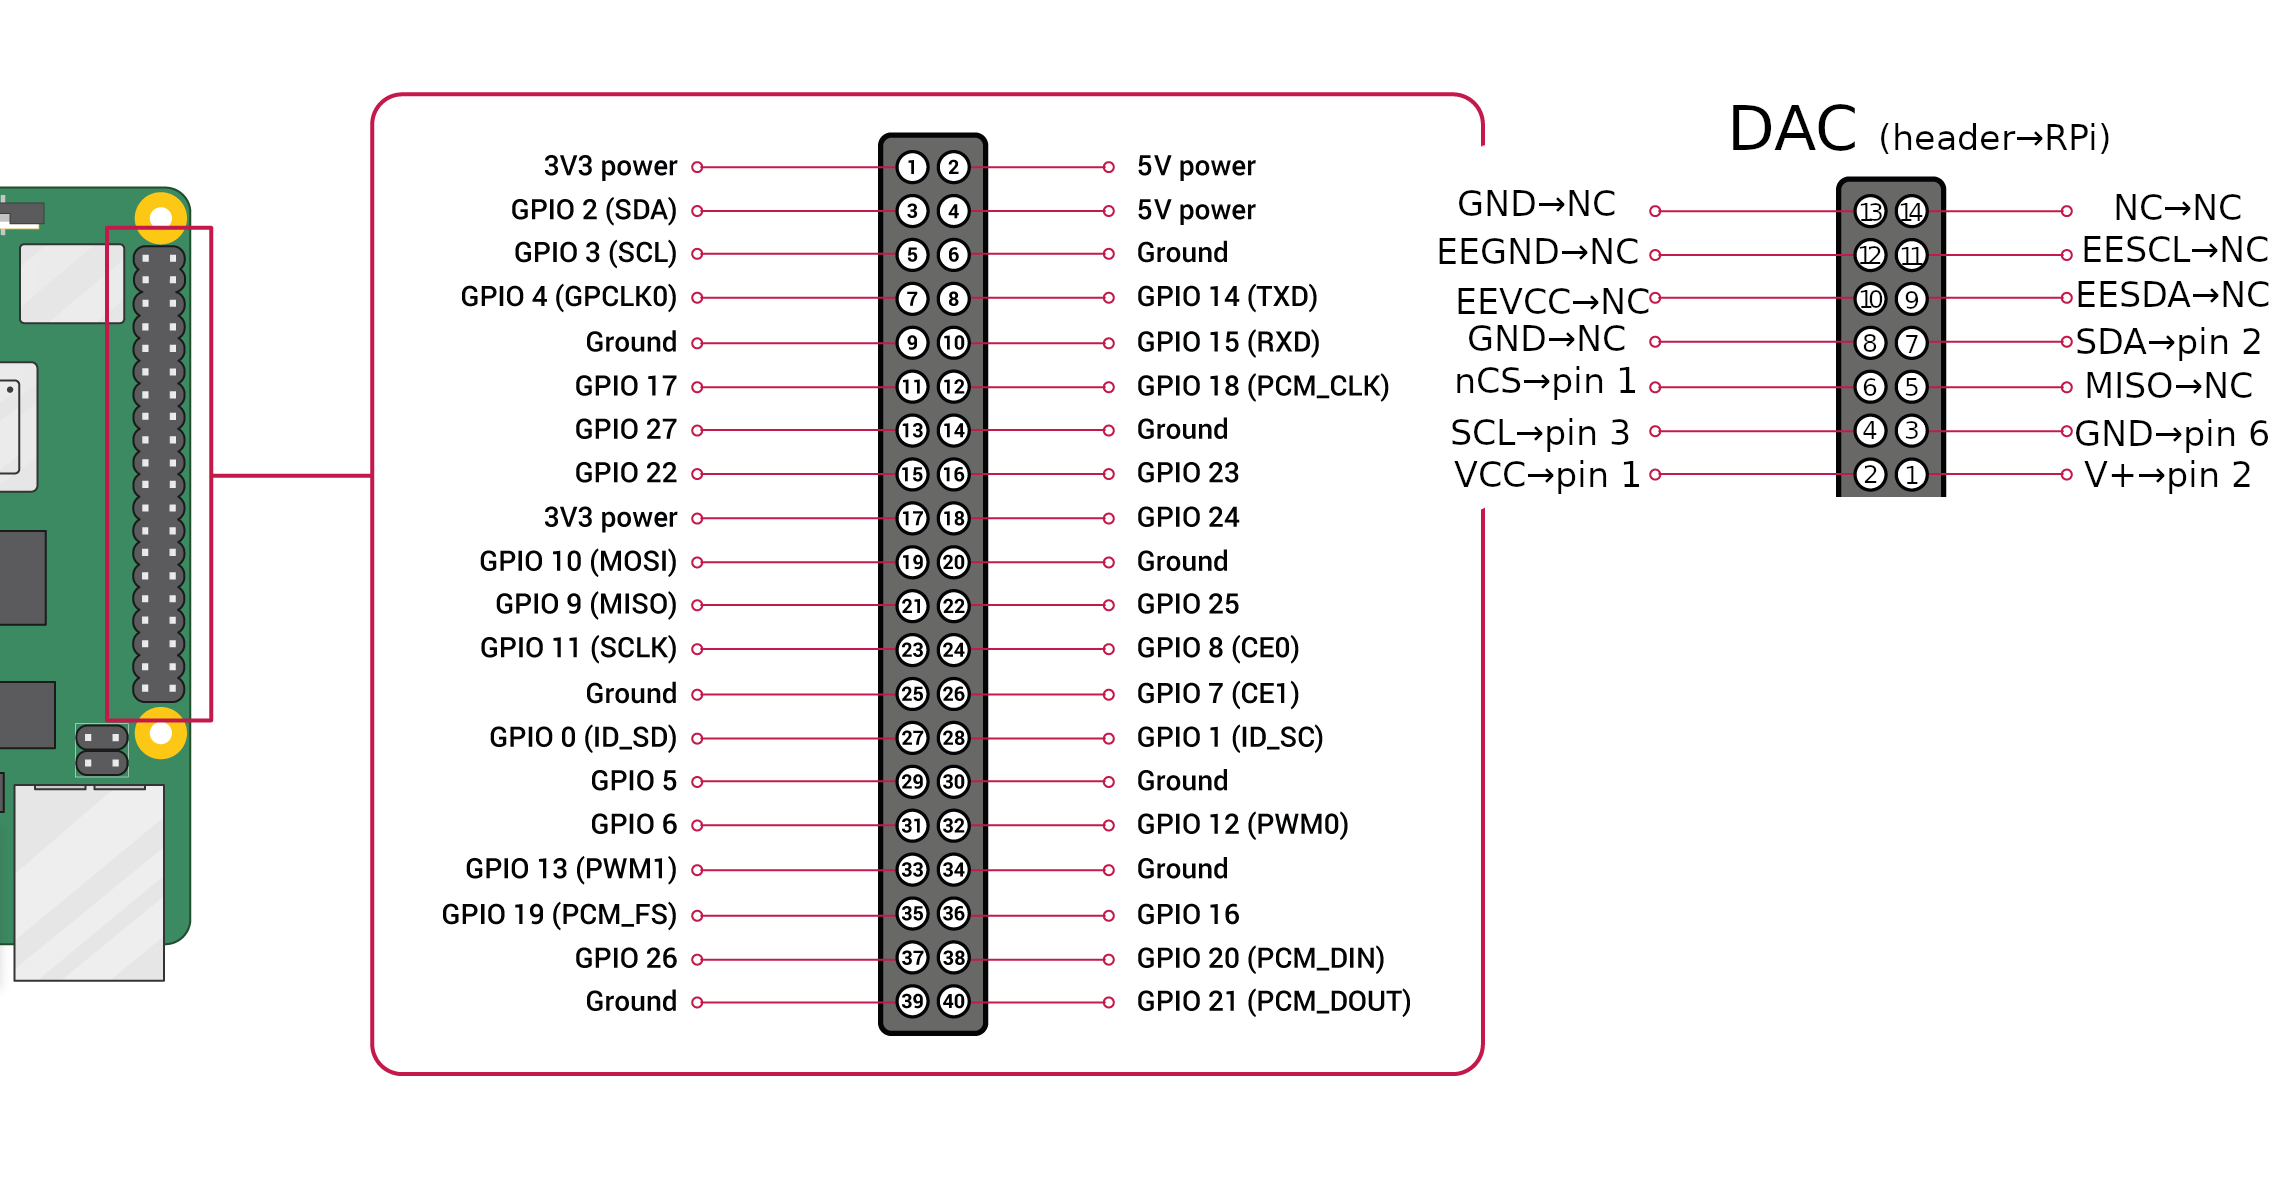 DAC (header→RPi)
3V3 power 1 2 5V power
GPIO 2 (SDA) 3 4 5V power
GPIO 3 (SCL) 5 6 Ground
GPIO 4 (GPCLK0) 7 8 GPIO 14 (TXD)
Ground 9 10 GPIO 15 (RXD)
GPIO 17 11 12 GPIO 18 (PCM_CLK)
GPIO 27 13 14 Ground
GPIO 22 15 16 GPIO 23
3V3 power 17 18 GPIO 24
GPIO 10 (MOSI) 19 20 Ground
GPIO 9 (MISO) 21 22 GPIO 25
GPIO 11 (SCLK) 23 24 GPIO 8 (CE0)
Ground 25 26 GPIO 7 (CE1)
GPIO 0 (ID_SD) 27 28 GPIO 1 (ID_SC)
GPIO 5 29 30 Ground
GPIO 6 31 32 GPIO 12 (PWM0)
GPIO 13 (PWM1) 33 34 Ground
GPIO 19 (PCM_FS) 35 36 GPIO 16
GPIO 26 37 38 GPIO 20 (PCM_DIN)
Ground 39 40 GPIO 21 (PCM_DOUT)
GND→NC 13 14 NC→NC
EEGND→NC 12 11 EESCL→NC
EEVCC→NC 10 9 EESDA→NC
GND→NC 8 7 SDA→pin 2
nCS→pin 1 6 5 MISO→NC
SCL→pin 3 4 3 GND→pin 6
VCC→pin 1 2 1 V+→pin 2